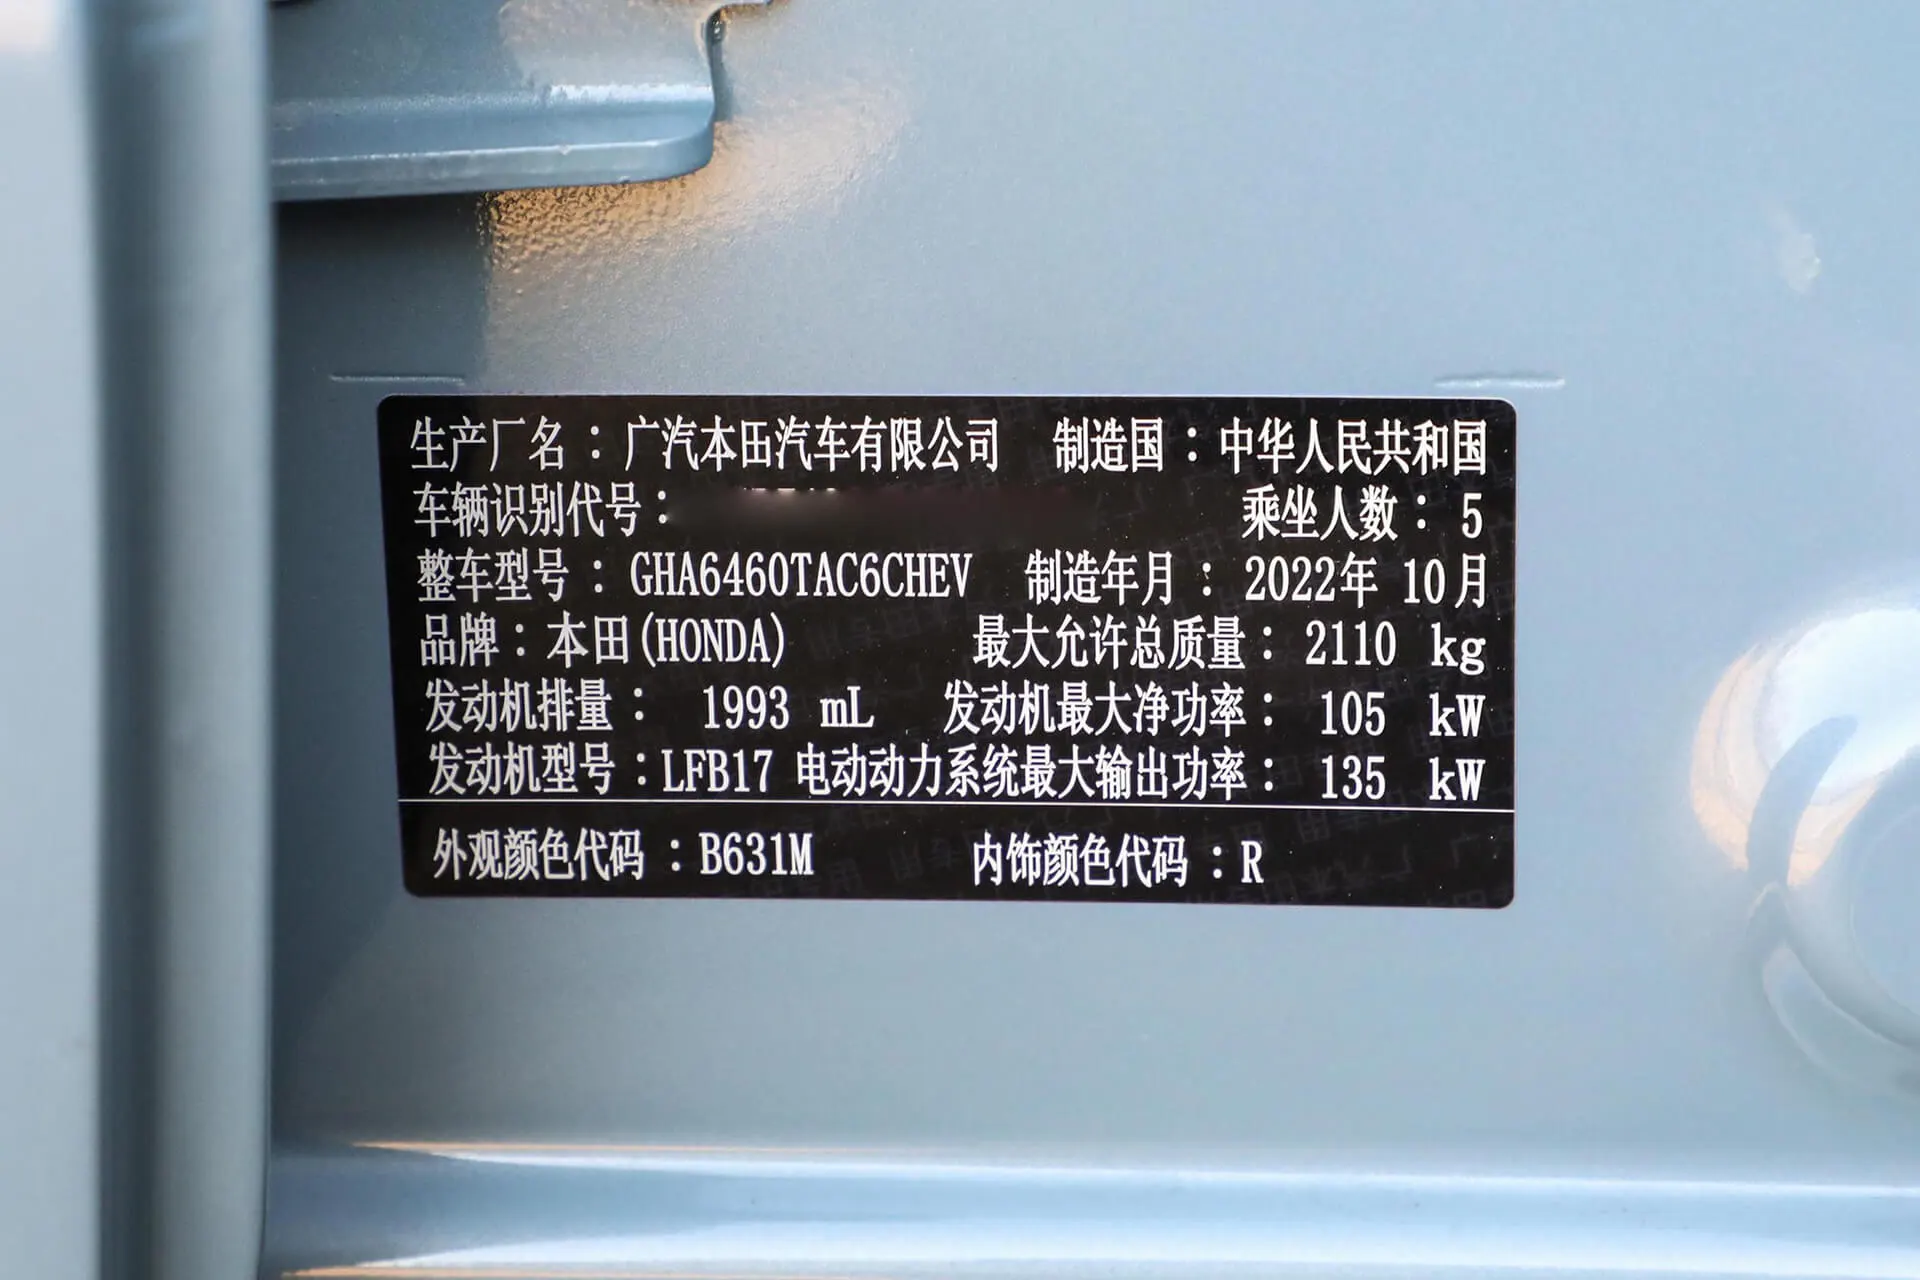 生产厂名：广汽本田汽车有限公司 制造国：中华人民共和国
车辆识别代号： 乘坐人数：5
整车型号：GHA6460TAC6CHEV 制造年月：2022年 10月
品牌：本田(HONDA) 最大允许总质量：2110 kg
发动机排量： 1993 mL 发动机最大净功率： 105 kW
发动机型号：LFB17 电动动力系统最大输出功率： 135 kW
外观颜色代码：B631M 内饰颜色代码：R